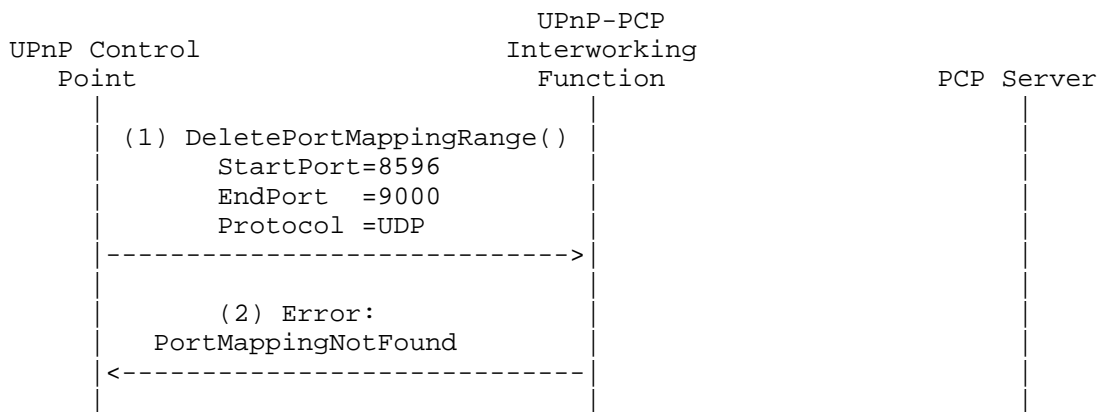 UPnP-PCP
UPnP Control Interworking
Point Function PCP Server
(1) DeletePortMappingRange()
StartPort=8596
EndPort =9000
Protocol =UDP
(2) Error:
PortMappingNotFound